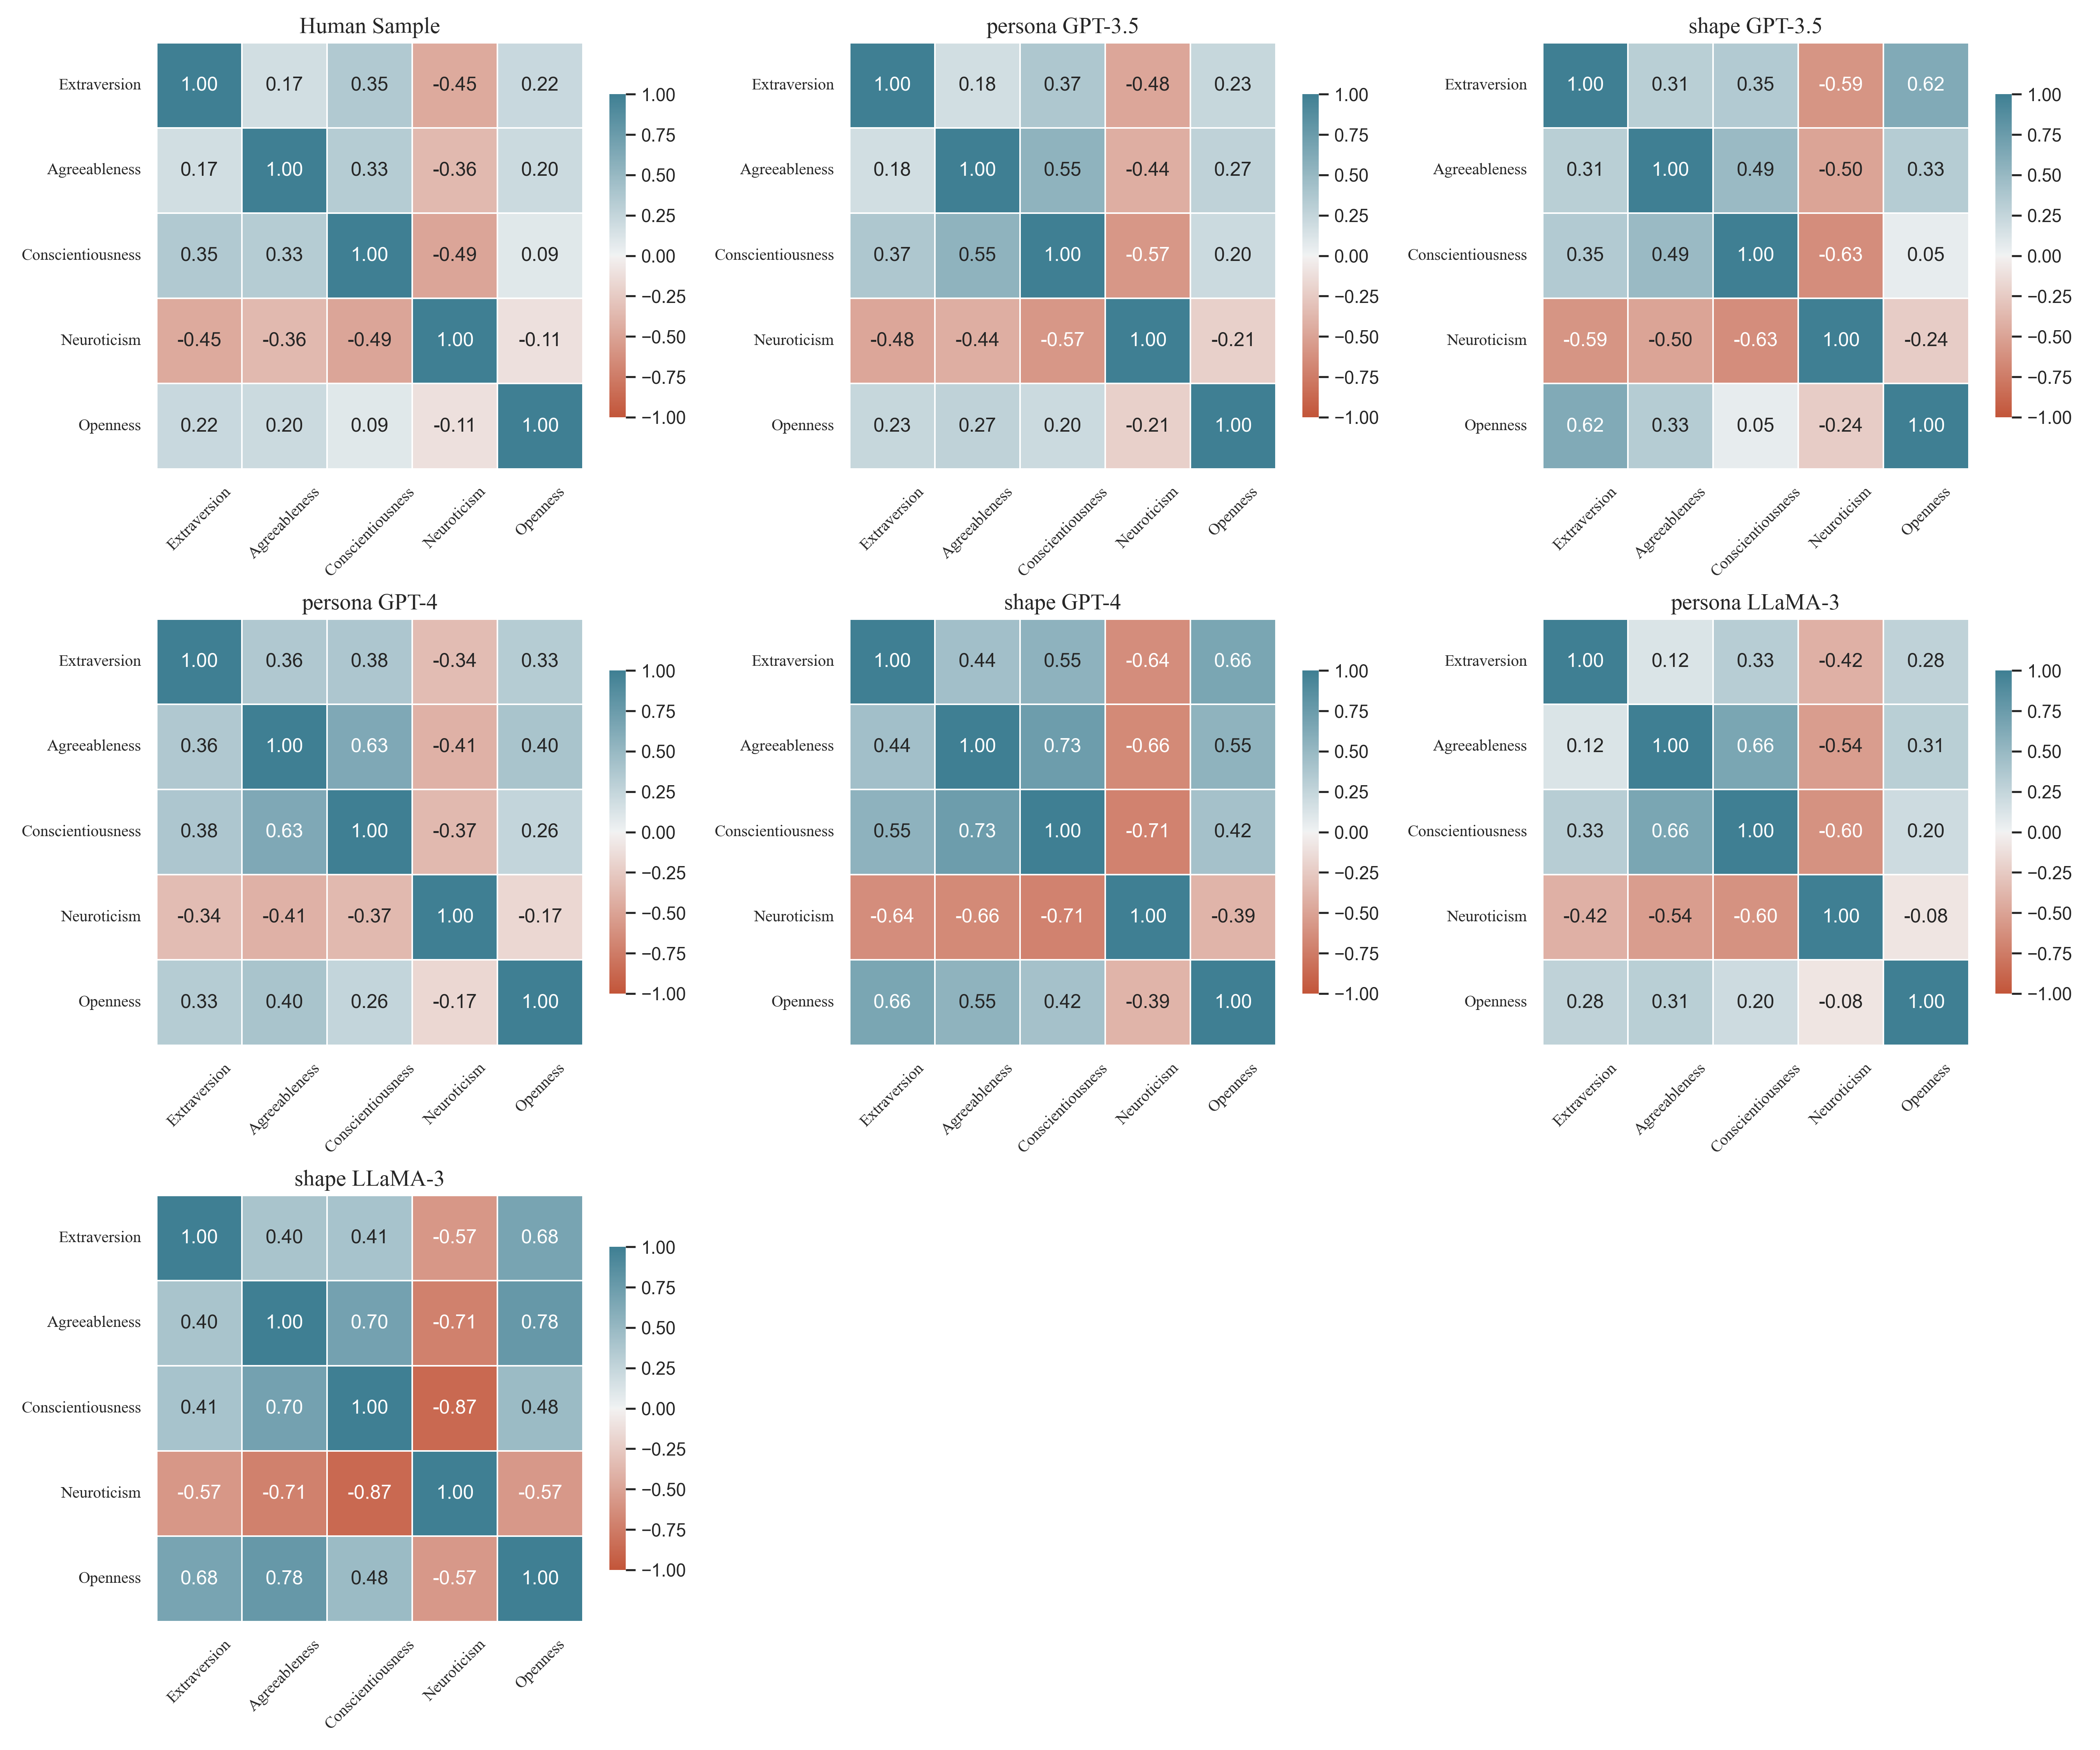 Human Sample
Extraversion 1.00 0.17 0.35 -0.45 0.22
Agreeableness 0.17 1.00 0.33 -0.36 0.20
Conscientiousness 0.35 0.33 1.00 -0.49 0.09
Neuroticism -0.45 -0.36 -0.49 1.00 -0.11
Openness 0.22 0.20 0.09 -0.11 1.00
Extraversion Agreeableness Conscientiousness Neuroticism Openness
1.00
0.75
0.50
0.25
0.00
−0.25
−0.50
−0.75
−1.00
persona GPT-3.5
Extraversion 1.00 0.18 0.37 -0.48 0.23
Agreeableness 0.18 1.00 0.55 -0.44 0.27
Conscientiousness 0.37 0.55 1.00 -0.57 0.20
Neuroticism -0.48 -0.44 -0.57 1.00 -0.21
Openness 0.23 0.27 0.20 -0.21 1.00
Extraversion Agreeableness Conscientiousness Neuroticism Openness
1.00
0.75
0.50
0.25
0.00
−0.25
−0.50
−0.75
−1.00
shape GPT-3.5
Extraversion 1.00 0.31 0.35 -0.59 0.62
Agreeableness 0.31 1.00 0.49 -0.50 0.33
Conscientiousness 0.35 0.49 1.00 -0.63 0.05
Neuroticism -0.59 -0.50 -0.63 1.00 -0.24
Openness 0.62 0.33 0.05 -0.24 1.00
Extraversion Agreeableness Conscientiousness Neuroticism Openness
1.00
0.75
0.50
0.25
0.00
−0.25
−0.50
−0.75
−1.00
persona GPT-4
Extraversion 1.00 0.36 0.38 -0.34 0.33
Agreeableness 0.36 1.00 0.63 -0.41 0.40
Conscientiousness 0.38 0.63 1.00 -0.37 0.26
Neuroticism -0.34 -0.41 -0.37 1.00 -0.17
Openness 0.33 0.40 0.26 -0.17 1.00
Extraversion Agreeableness Conscientiousness Neuroticism Openness
1.00
0.75
0.50
0.25
0.00
−0.25
−0.50
−0.75
−1.00
shape GPT-4
Extraversion 1.00 0.44 0.55 -0.64 0.66
Agreeableness 0.44 1.00 0.73 -0.66 0.55
Conscientiousness 0.55 0.73 1.00 -0.71 0.42
Neuroticism -0.64 -0.66 -0.71 1.00 -0.39
Openness 0.66 0.55 0.42 -0.39 1.00
Extraversion Agreeableness Conscientiousness Neuroticism Openness
1.00
0.75
0.50
0.25
0.00
−0.25
−0.50
−0.75
−1.00
persona LLaMA-3
Extraversion 1.00 0.12 0.33 -0.42 0.28
Agreeableness 0.12 1.00 0.66 -0.54 0.31
Conscientiousness 0.33 0.66 1.00 -0.60 0.20
Neuroticism -0.42 -0.54 -0.60 1.00 -0.08
Openness 0.28 0.31 0.20 -0.08 1.00
Extraversion Agreeableness Conscientiousness Neuroticism Openness
1.00
0.75
0.50
0.25
0.00
−0.25
−0.50
−0.75
−1.00
shape LLaMA-3
Extraversion 1.00 0.40 0.41 -0.57 0.68
Agreeableness 0.40 1.00 0.70 -0.71 0.78
Conscientiousness 0.41 0.70 1.00 -0.87 0.48
Neuroticism -0.57 -0.71 -0.87 1.00 -0.57
Openness 0.68 0.78 0.48 -0.57 1.00
Extraversion Agreeableness Conscientiousness Neuroticism Openness
1.00
0.75
0.50
0.25
0.00
−0.25
−0.50
−0.75
−1.00